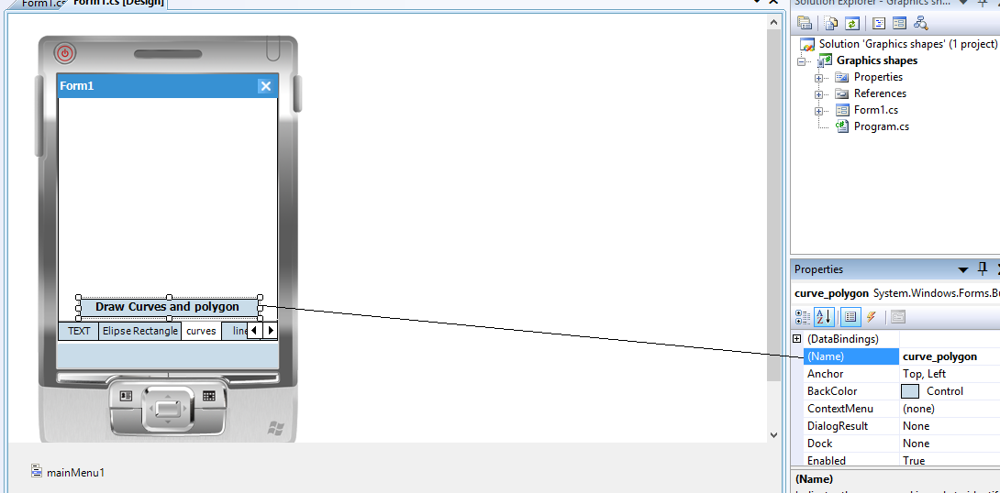 Form1.cs Form1.cs [Design]
Form1
Draw Curves and polygon
TEXT Elipse Rectangle curves line
mainMenu1
Solution Explorer - Graphics sh...
Solution 'Graphics shapes' (1 project)
Graphics shapes
Properties
References
Form1.cs
Program.cs
Properties
curve_polygon System.Windows.Forms.Bu
(DataBindings)
(Name) curve_polygon
Anchor Top, Left
BackColor Control
ContextMenu (none)
DialogResult None
Dock None
Enabled True
(Name)